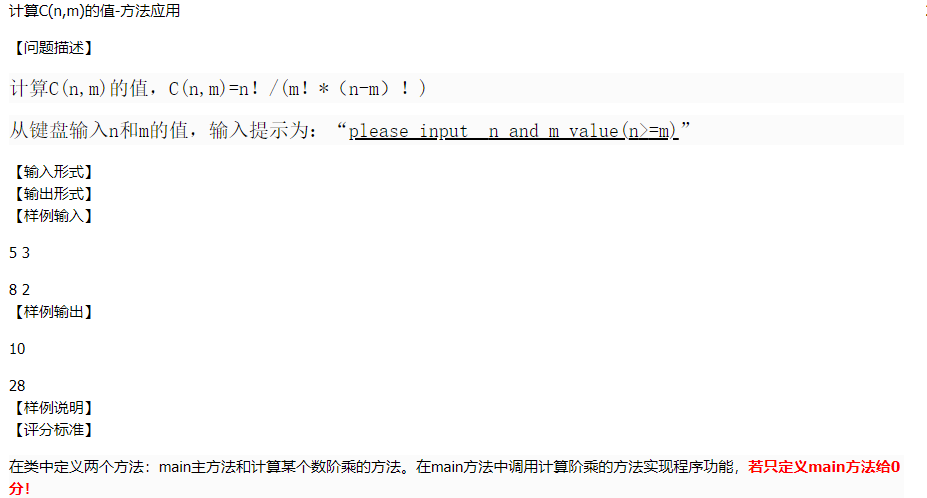 计算C(n,m)的值-方法应用
【问题描述】
计算C(n,m)的值，C(n,m)=n！/(m！*（n-m）！)
从键盘输入n和m的值，输入提示为：“please input  n and m value(n>=m)”
【输入形式】
【输出形式】
【样例输入】
5 3
8 2
【样例输出】
10
28
【样例说明】
【评分标准】
在类中定义两个方法：main主方法和计算某个数阶乘的方法。在main方法中调用计算阶乘的方法实现程序功能，若只定义main方法给0
分！